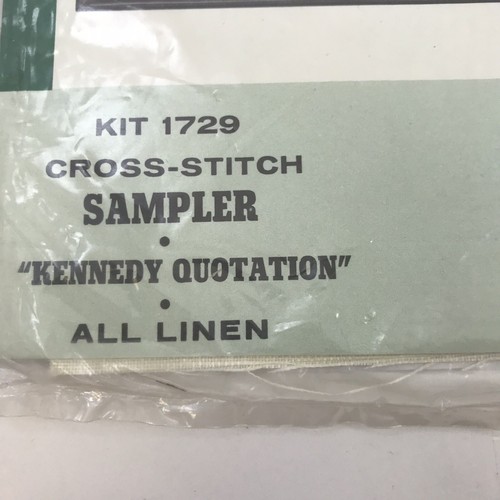 KIT 1729
CROSS-STITCH
SAMPLER
•
"KENNEDY QUOTATION"
•
ALL LINEN